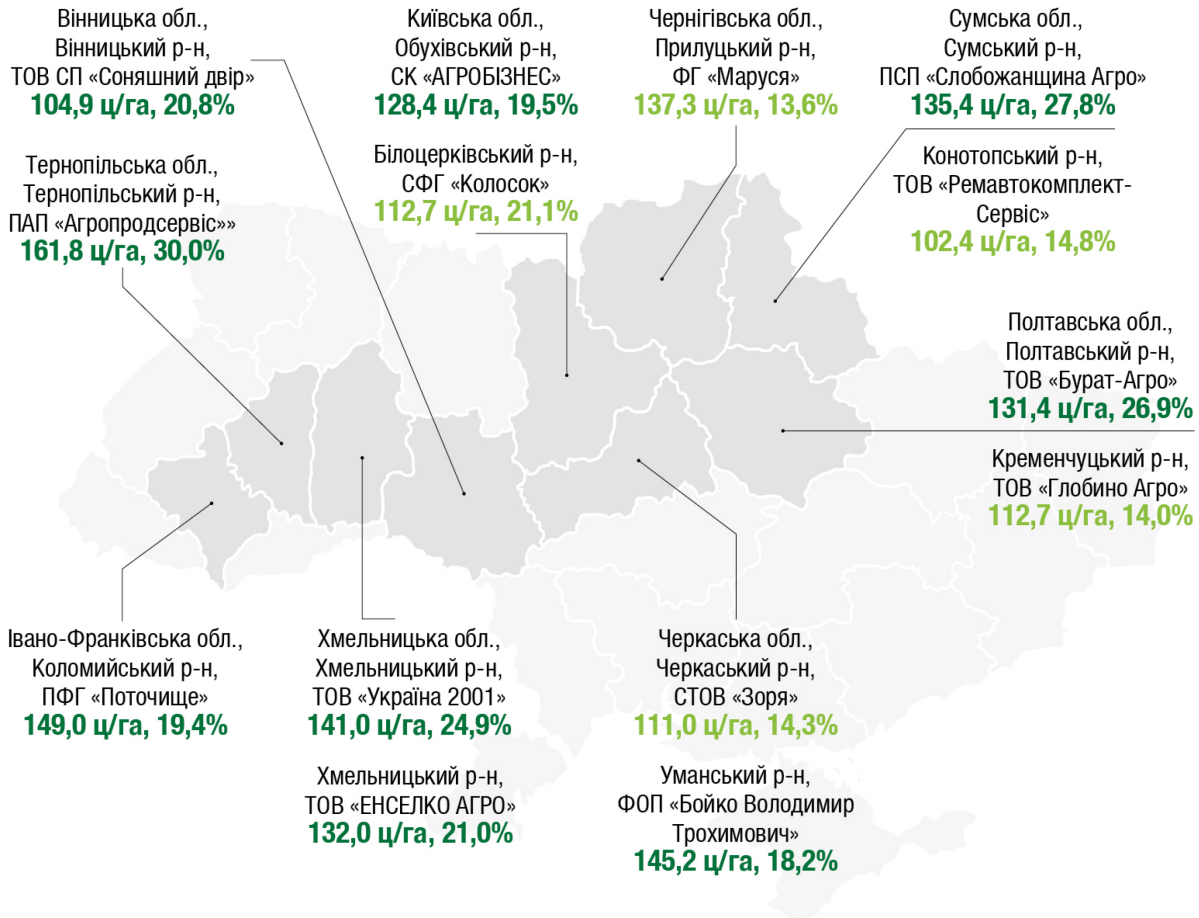 Вінницька обл.,
Вінницький р-н,
ТОВ СП «Соняшний двір»
104,9 ц/га, 20,8%
Київська обл.,
Обухівський р-н,
СК «АГРОБІЗНЕС»
128,4 ц/га, 19,5%
Білоцерківський р-н,
СФГ «Колосок»
112,7 ц/га, 21,1%
Чернігівська обл.,
Прилуцький р-н,
ФГ «Маруся»
137,3 ц/га, 13,6%
Сумська обл.,
Сумський р-н,
ПСП «Слобожанщина Агро»
135,4 ц/га, 27,8%
Конотопський р-н,
ТОВ «Ремавтокомплект-
Сервіс»
102,4 ц/га, 14,8%
Тернопільська обл.,
Тернопільський р-н,
ПАП «Агропродсервіс»»
161,8 ц/га, 30,0%
Полтавська обл.,
Полтавський р-н,
ТОВ «Бурат-Агро»
131,4 ц/га, 26,9%
Кременчуцький р-н,
ТОВ «Глобино Агро»
112,7 ц/га, 14,0%
Івано-Франківська обл.,
Коломийський р-н,
ПФГ «Поточище»
149,0 ц/га, 19,4%
Хмельницька обл.,
Хмельницький р-н,
ТОВ «Україна 2001»
141,0 ц/га, 24,9%
Хмельницький р-н,
ТОВ «ЕНСЕЛКО АГРО»
132,0 ц/га, 21,0%
Черкаська обл.,
Черкаський р-н,
СТОВ «Зоря»
111,0 ц/га, 14,3%
Уманський р-н,
ФОП «Бойко Володимир
Трохимович»
145,2 ц/га, 18,2%